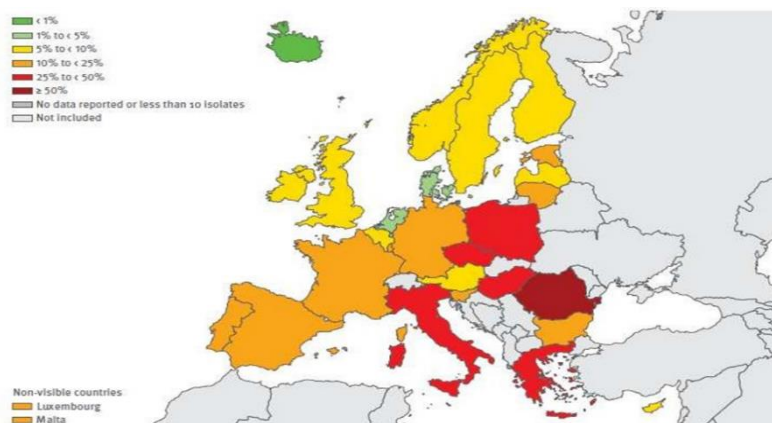 < 1%
1% to < 5%
5% to < 10%
10% to < 25%
25% to < 50%
≥ 50%
No data reported or less than 10 isolates
Not included
Non-visible countries
Luxembourg
Malta